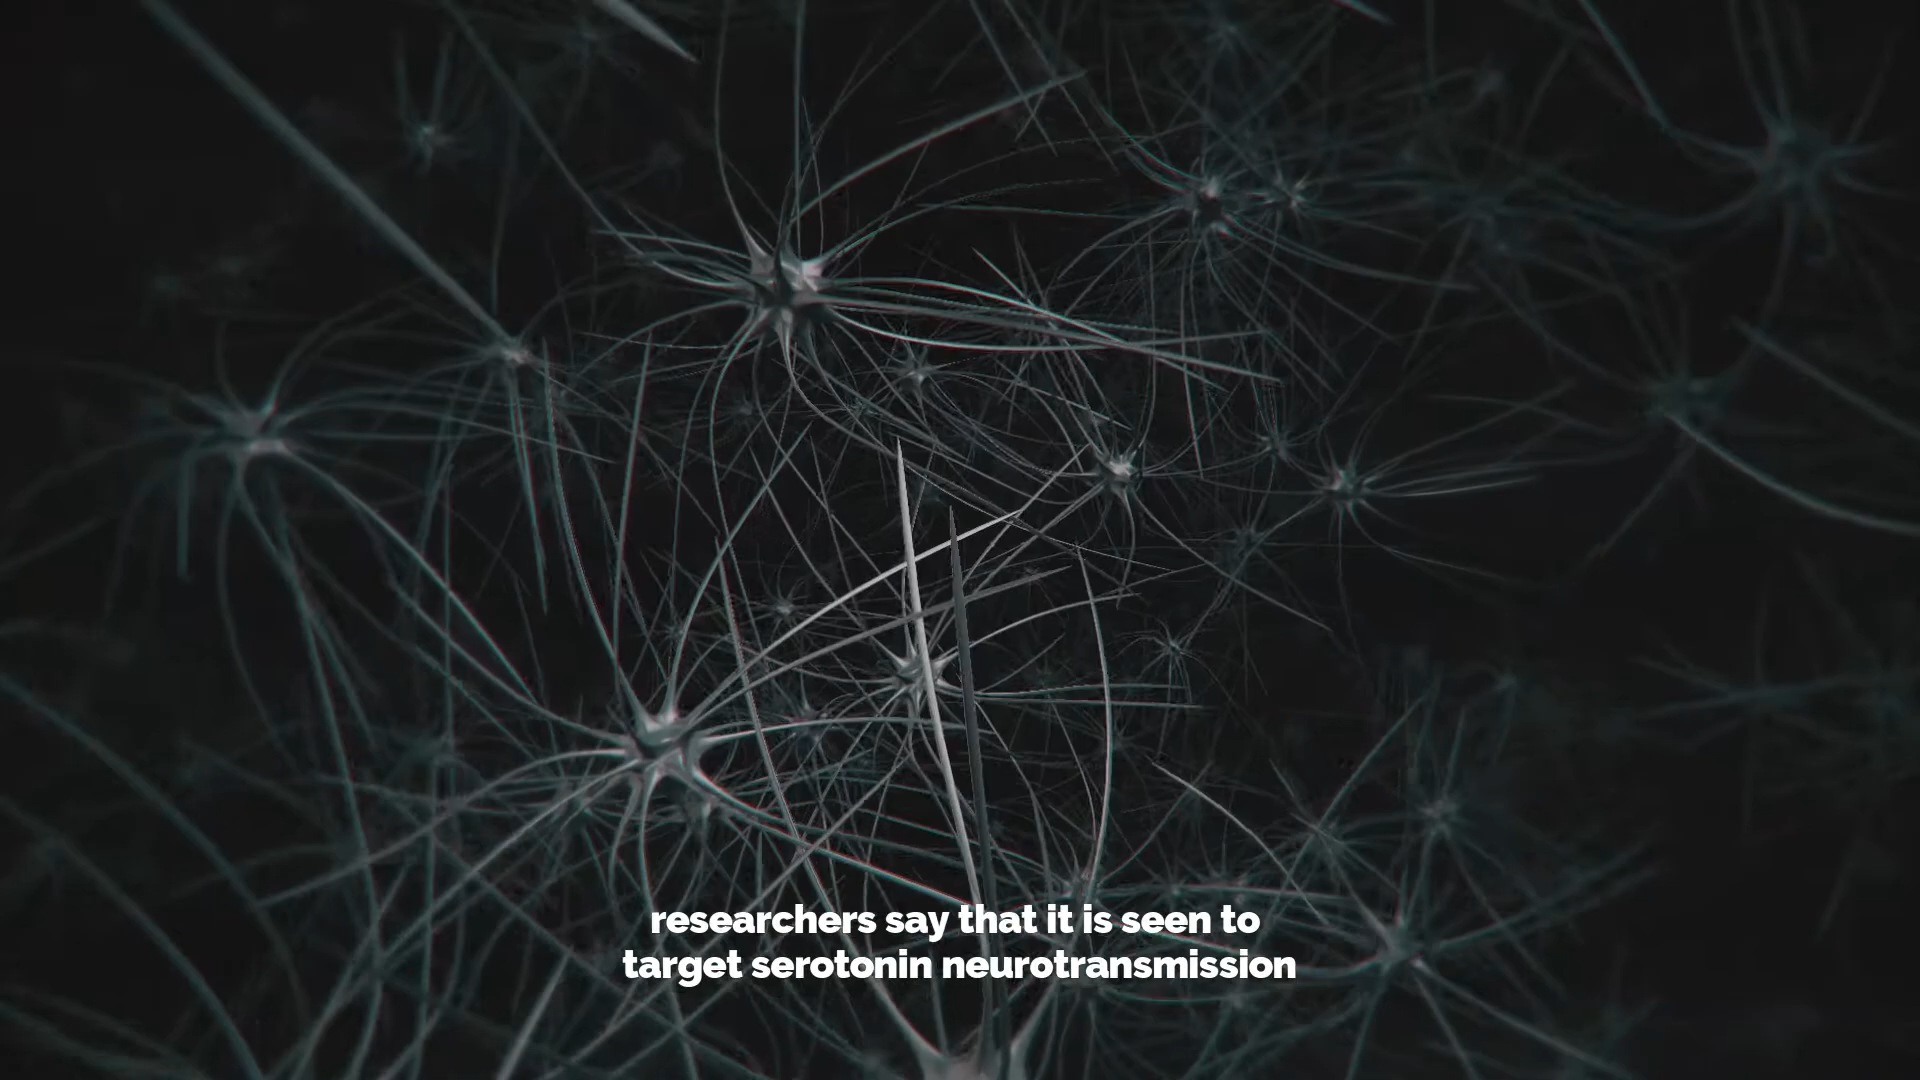 researchers say that it is seen to
target serotonin neurotransmission